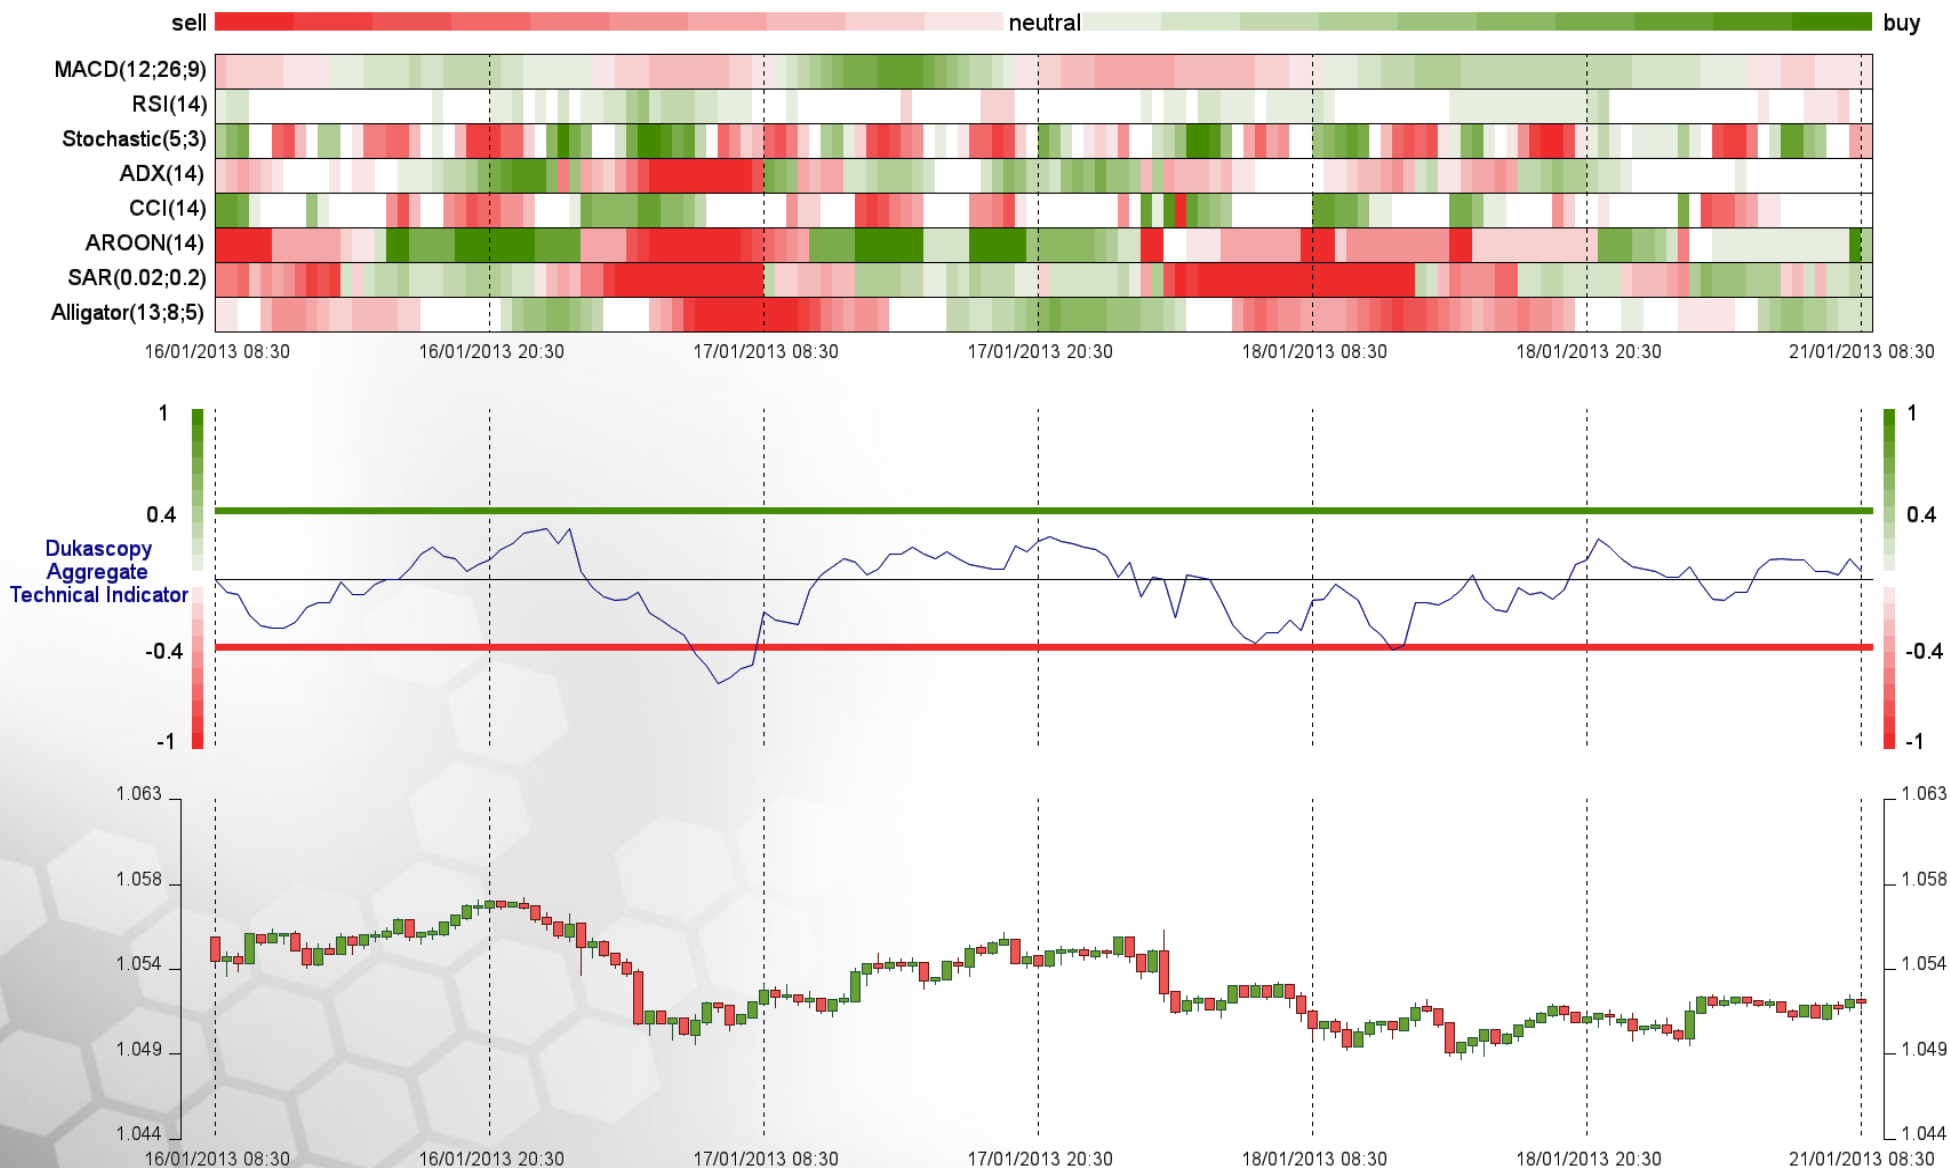 sell neutral buy
MACD(12;26;9)
RSI(14)
Stochastic(5;3)
ADX(14)
CCI(14)
AROON(14)
SAR(0.02;0.2)
Alligator(13;8;5)
16/01/2013 08:30 16/01/2013 20:30 17/01/2013 08:30 17/01/2013 20:30 18/01/2013 08:30 18/01/2013 20:30 21/01/2013 08:30
1 1
0.4 0.4
Dukascopy
Aggregate
Technical Indicator
-0.4 -0.4
-1 -1
1.063 1.063
1.058 1.058
1.054 1.054
1.049 1.049
1.044 1.044
16/01/2013 08:30 16/01/2013 20:30 17/01/2013 08:30 17/01/2013 20:30 18/01/2013 08:30 18/01/2013 20:30 21/01/2013 08:30